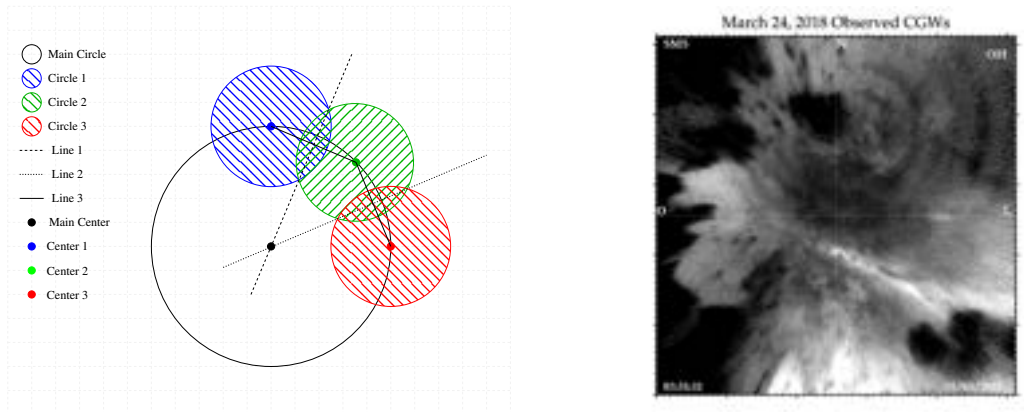 Main Circle
Circle 1
Circle 2
Circle 3
Line 1
Line 2
Line 3
Main Center
Center 1
Center 2
Center 3
March 24, 2018 Observed CGWs
SMS
OH
O